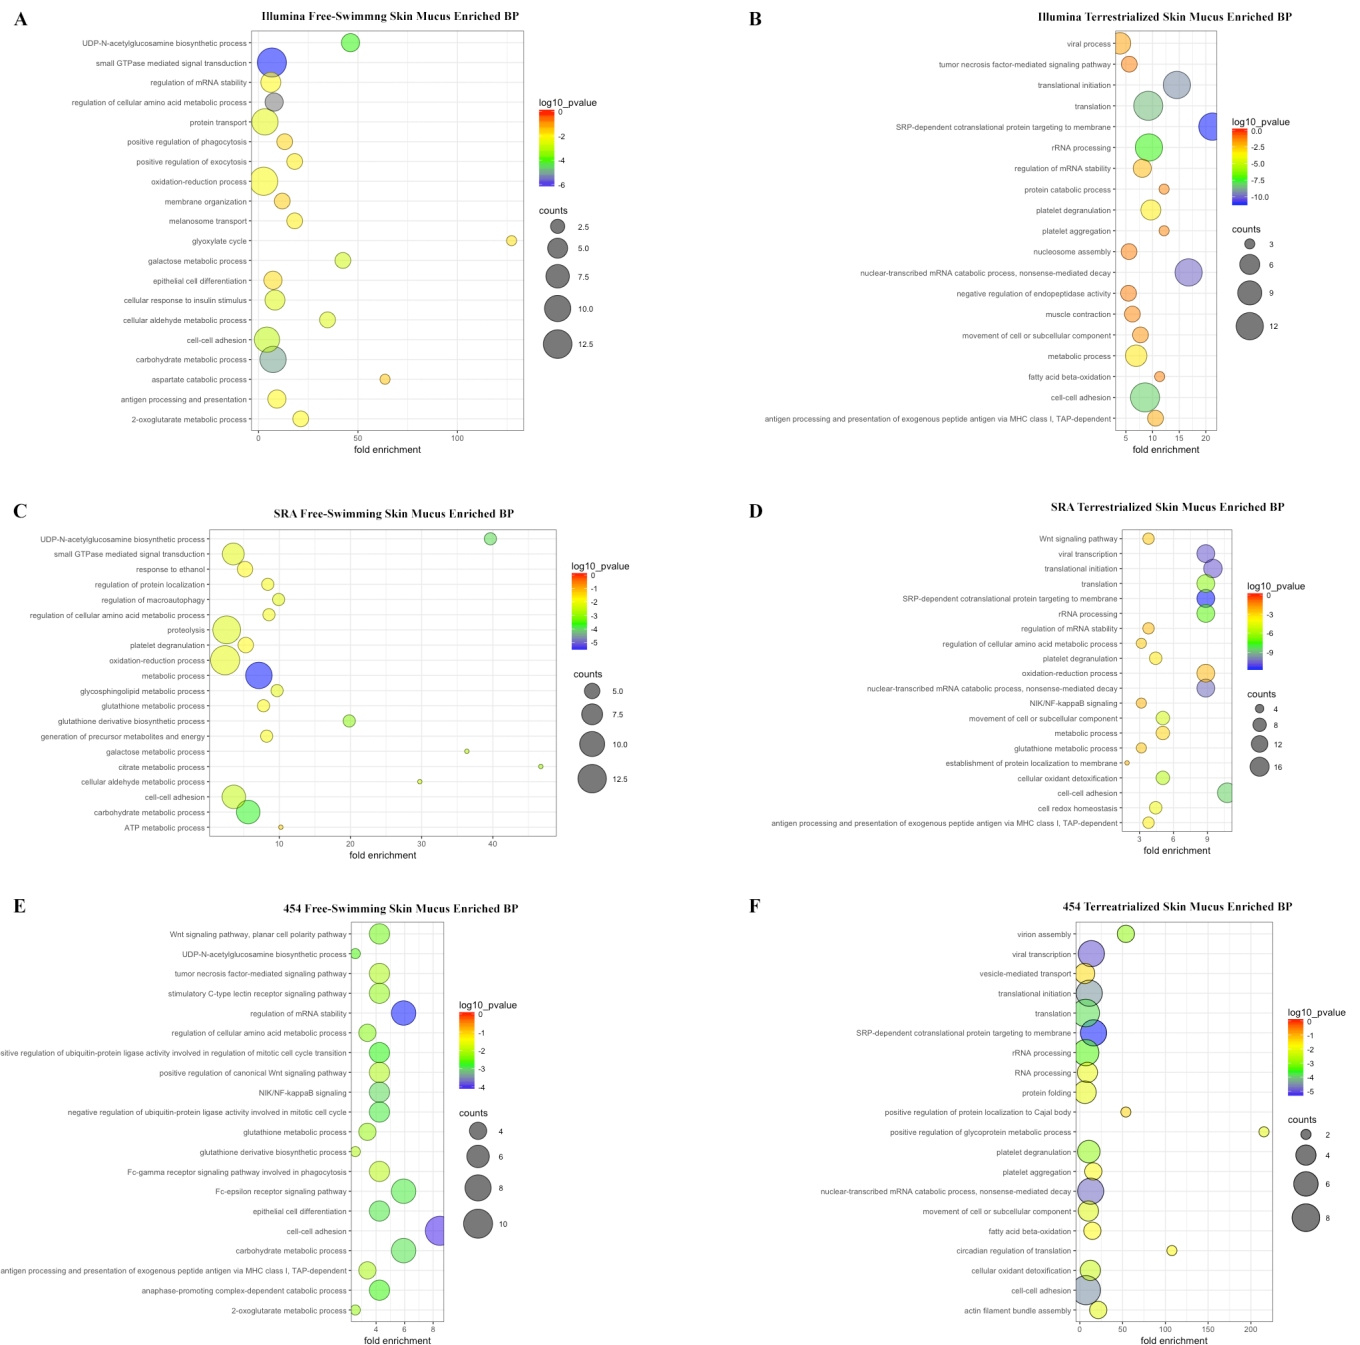 A
Illumina Free-Swimmng Skin Mucus Enriched BP
UDP-N-acetylglucosamine biosynthetic process
small GTPase mediated signal transduction
regulation of mRNA stability
regulation of cellular amino acid metabolic process
protein transport
positive regulation of phagocytosis
positive regulation of exocytosis
oxidation-reduction process
membrane organization
melanosome transport
glyoxylate cycle
galactose metabolic process
epithelial cell differentiation
cellular response to insulin stimulus
cellular aldehyde metabolic process
cell-cell adhesion
carbohydrate metabolic process
aspartate catabolic process
antigen processing and presentation
2-oxoglutarate metabolic process
0 50 100
fold enrichment
log10_pvalue
0
-2
-4
-6
counts
2.5
5.0
7.5
10.0
12.5
B
Illumina Terrestrialized Skin Mucus Enriched BP
viral process
tumor necrosis factor-mediated signaling pathway
translational initiation
translation
SRP-dependent cotranslational protein targeting to membrane
rRNA processing
regulation of mRNA stability
protein catabolic process
platelet degranulation
platelet aggregation
nucleosome assembly
nuclear-transcribed mRNA catabolic process, nonsense-mediated decay
negative regulation of endopeptidase activity
muscle contraction
movement of cell or subcellular component
metabolic process
fatty acid beta-oxidation
cell-cell adhesion
antigen processing and presentation of exogenous peptide antigen via MHC class I, TAP-dependent
5 10 15 20
fold enrichment
log10_pvalue
0.0
-2.5
-5.0
-7.5
-10.0
counts
3
6
9
12
C
SRA Free-Swimming Skin Mucus Enriched BP
UDP-N-acetylglucosamine biosynthetic process
small GTPase mediated signal transduction
response to ethanol
regulation of protein localization
regulation of macroautophagy
regulation of cellular amino acid metabolic process
proteolysis
platelet degranulation
oxidation-reduction process
metabolic process
glycosphingolipid metabolic process
glutathione metabolic process
glutathione derivative biosynthetic process
generation of precursor metabolites and energy
galactose metabolic process
citrate metabolic process
cellular aldehyde metabolic process
cell-cell adhesion
carbohydrate metabolic process
ATP metabolic process
10 20 30 40
fold enrichment
log10_pvalue
0
-1
-2
-3
-4
-5
counts
5.0
7.5
10.0
12.5
D
SRA Terrestrialized Skin Mucus Enriched BP
Wnt signaling pathway
viral transcription
translational initiation
translation
SRP-dependent cotranslational protein targeting to membrane
rRNA processing
regulation of mRNA stability
regulation of cellular amino acid metabolic process
platelet degranulation
oxidation-reduction process
nuclear-transcribed mRNA catabolic process, nonsense-mediated decay
NIK/NF-kappaB signaling
movement of cell or subcellular component
metabolic process
glutathione metabolic process
establishment of protein localization to membrane
cellular oxidant detoxification
cell-cell adhesion
cell redox homeostasis
antigen processing and presentation of exogenous peptide antigen via MHC class I, TAP-dependent
3 6 9
fold enrichment
log10_pvalue
0
-3
-6
-9
counts
4
8
12
16
E
454 Free-Swimming Skin Mucus Enriched BP
Wnt signaling pathway, planar cell polarity pathway
UDP-N-acetylglucosamine biosynthetic process
tumor necrosis factor-mediated signaling pathway
stimulatory C-type lectin receptor signaling pathway
regulation of mRNA stability
regulation of cellular amino acid metabolic process
sitive regulation of ubiquitin-protein ligase activity involved in regulation of mitotic cell cycle transition
positive regulation of canonical Wnt signaling pathway
NIK/NF-kappaB signaling
negative regulation of ubiquitin-protein ligase activity involved in mitotic cell cycle
glutathione metabolic process
glutathione derivative biosynthetic process
Fc-gamma receptor signaling pathway involved in phagocytosis
Fc-epsilon receptor signaling pathway
epithelial cell differentiation
cell-cell adhesion
carbohydrate metabolic process
antigen processing and presentation of exogenous peptide antigen via MHC class I, TAP-dependent
anaphase-promoting complex-dependent catabolic process
2-oxoglutarate metabolic process
4 6 8
fold enrichment
log10_pvalue
0
-1
-2
-3
-4
counts
4
6
8
10
F
454 Terreatrialized Skin Mucus Enriched BP
virion assembly
viral transcription
vesicle-mediated transport
translational initiation
translation
SRP-dependent cotranslational protein targeting to membrane
rRNA processing
RNA processing
protein folding
positive regulation of protein localization to Cajal body
positive regulation of glycoprotein metabolic process
platelet degranulation
platelet aggregation
nuclear-transcribed mRNA catabolic process, nonsense-mediated decay
movement of cell or subcellular component
fatty acid beta-oxidation
circadian regulation of translation
cellular oxidant detoxification
cell-cell adhesion
actin filament bundle assembly
0 50 100 150 200
fold enrichment
log10_pvalue
0
-1
-2
-3
-4
-5
counts
2
4
6
8